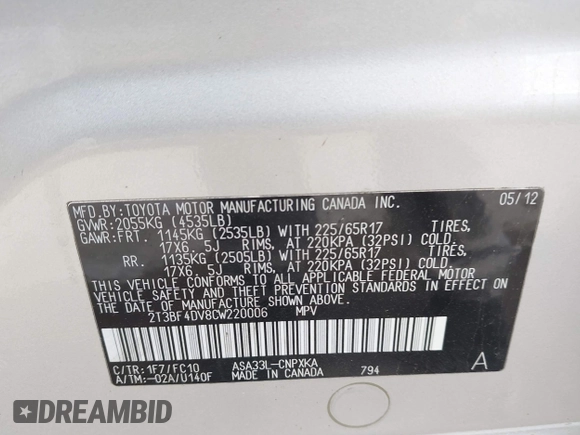 MFD.BY:TOYOTA MOTOR MANUFACTURING CANADA INC. 05/12
GVWR:2055KG (4535LB)
GAWR:FRT. 1145KG (2535LB) WITH 225/65R17 TIRES,
17X6. 5J RIMS, AT 220KPA (32PSI) COLD
RR. 1135KG (2505LB) WITH 225/65R17 TIRES,
17X6. 5J RIMS, AT 220KPA (32PSI) COLD
THIS VEHICLE CONFORMS TO ALL APPLICABLE FEDERAL MOTOR
VEHICLE SAFETY AND THEFT PREVENTION STANDARDS IN EFFECT ON
THE DATE OF MANUFACTURE SHOWN ABOVE.
2T3BF4DV8CW220006 MPV
C/TR:1F7/FC10 ASA33L-CNPXKA A
A/TM:-02A/U140F MADE IN CANADA 794
DREAMBID